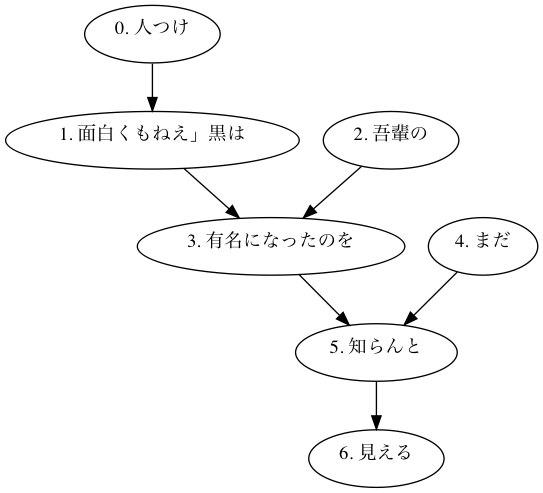 0. 人つけ
1. 面白くもねえ」黒は
2. 吾輩の
3. 有名になったのを
4. まだ
5. 知らんと
6. 見える